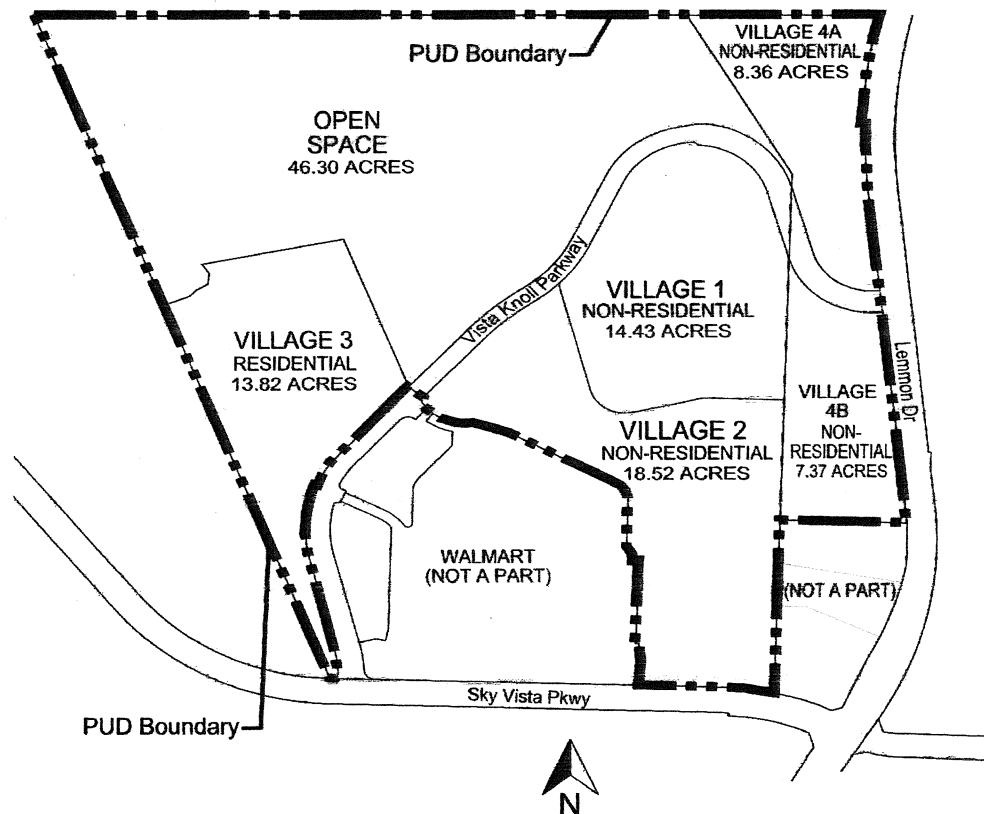 PUD Boundary
VILLAGE 4A
NON-RESIDENTIAL
8.36 ACRES
OPEN
SPACE
46.30 ACRES
Vista Knoll Parkway
VILLAGE 1
NON-RESIDENTIAL
14.43 ACRES
VILLAGE 3
RESIDENTIAL
13.82 ACRES
Lemmon Dr
VILLAGE
4B
NON-
RESIDENTIAL
7.37 ACRES
VILLAGE 2
NON-RESIDENTIAL
18.52 ACRES
WALMART
(NOT A PART)
(NOT A PART)
Sky Vista Pkwy
PUD Boundary
N